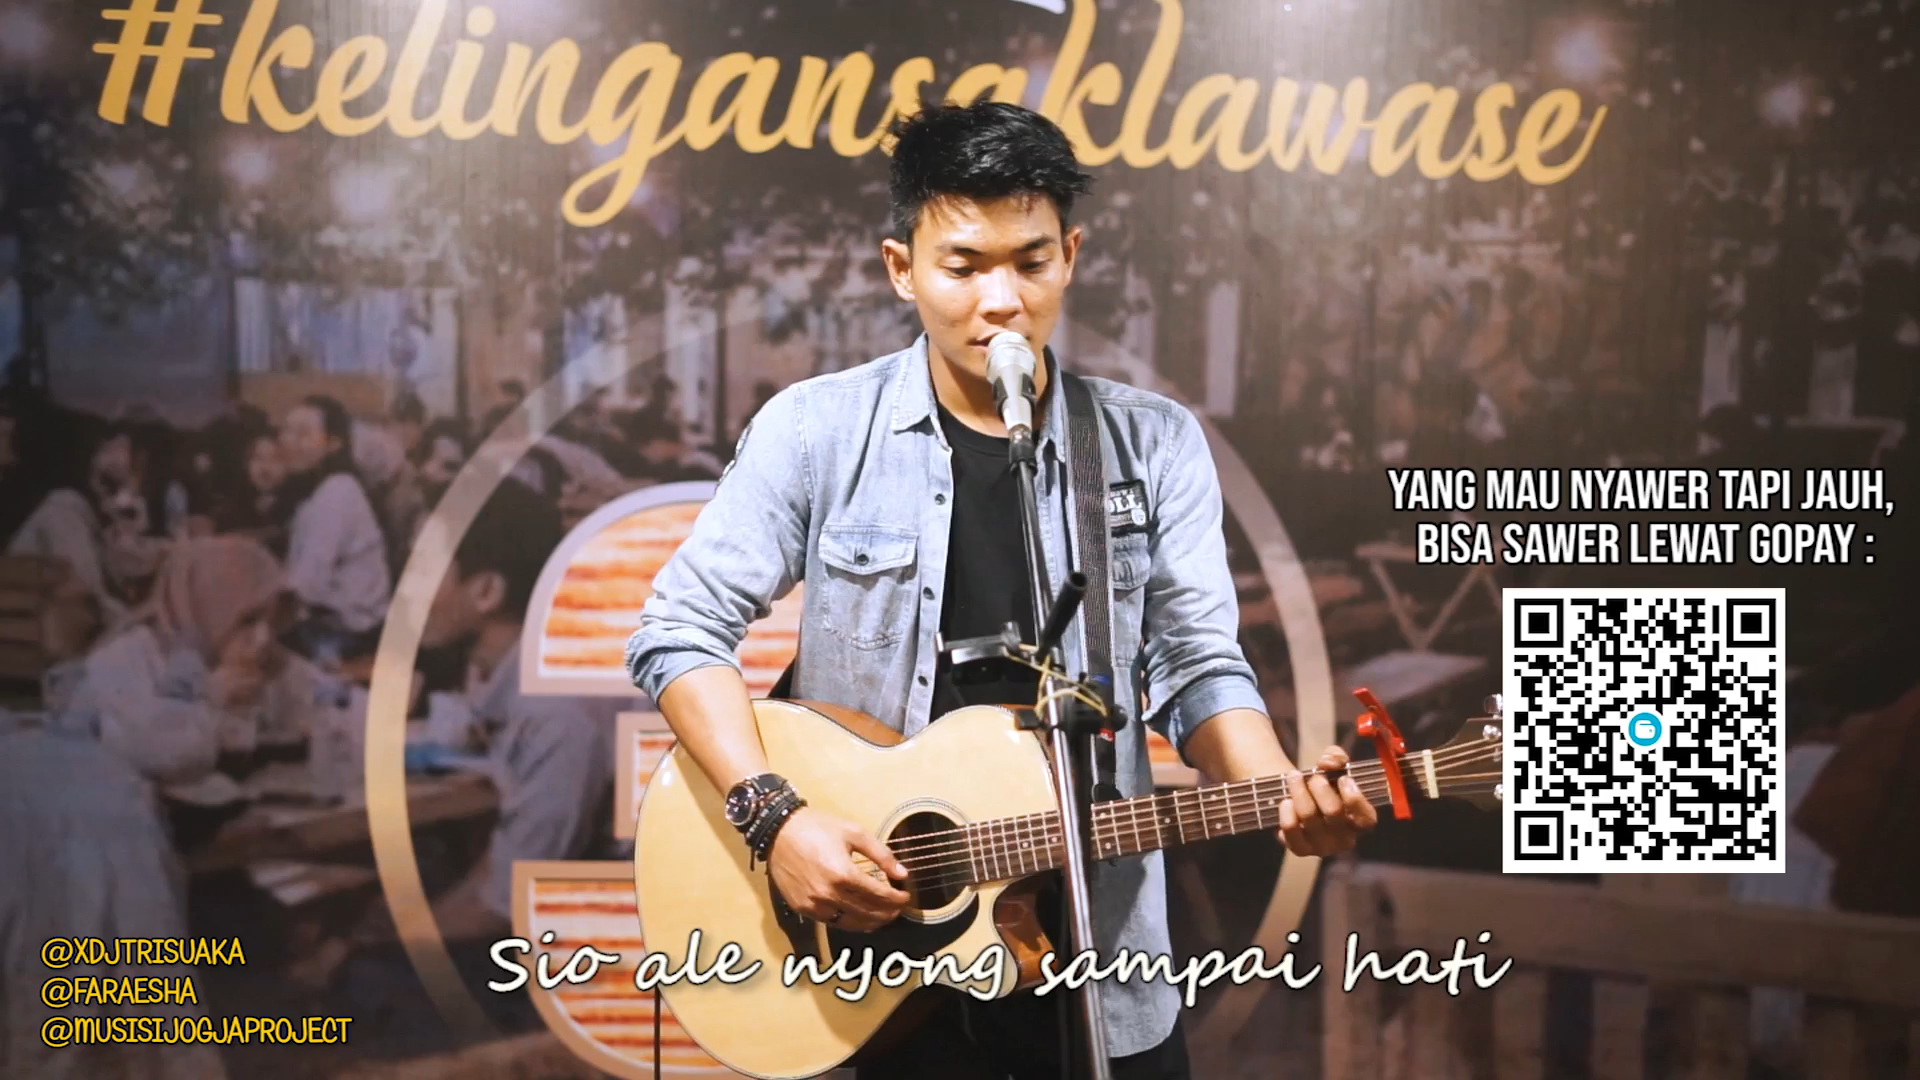 #kelingansaklawase
YANG MAU NYAWER TAPI JAUH,
BISA SAWER LEWAT GOPAY :
Sio ale nyong sampai hati
@XDJTRISUAKA
@FARAESHA
@MUSISIJOGJAPROJECT